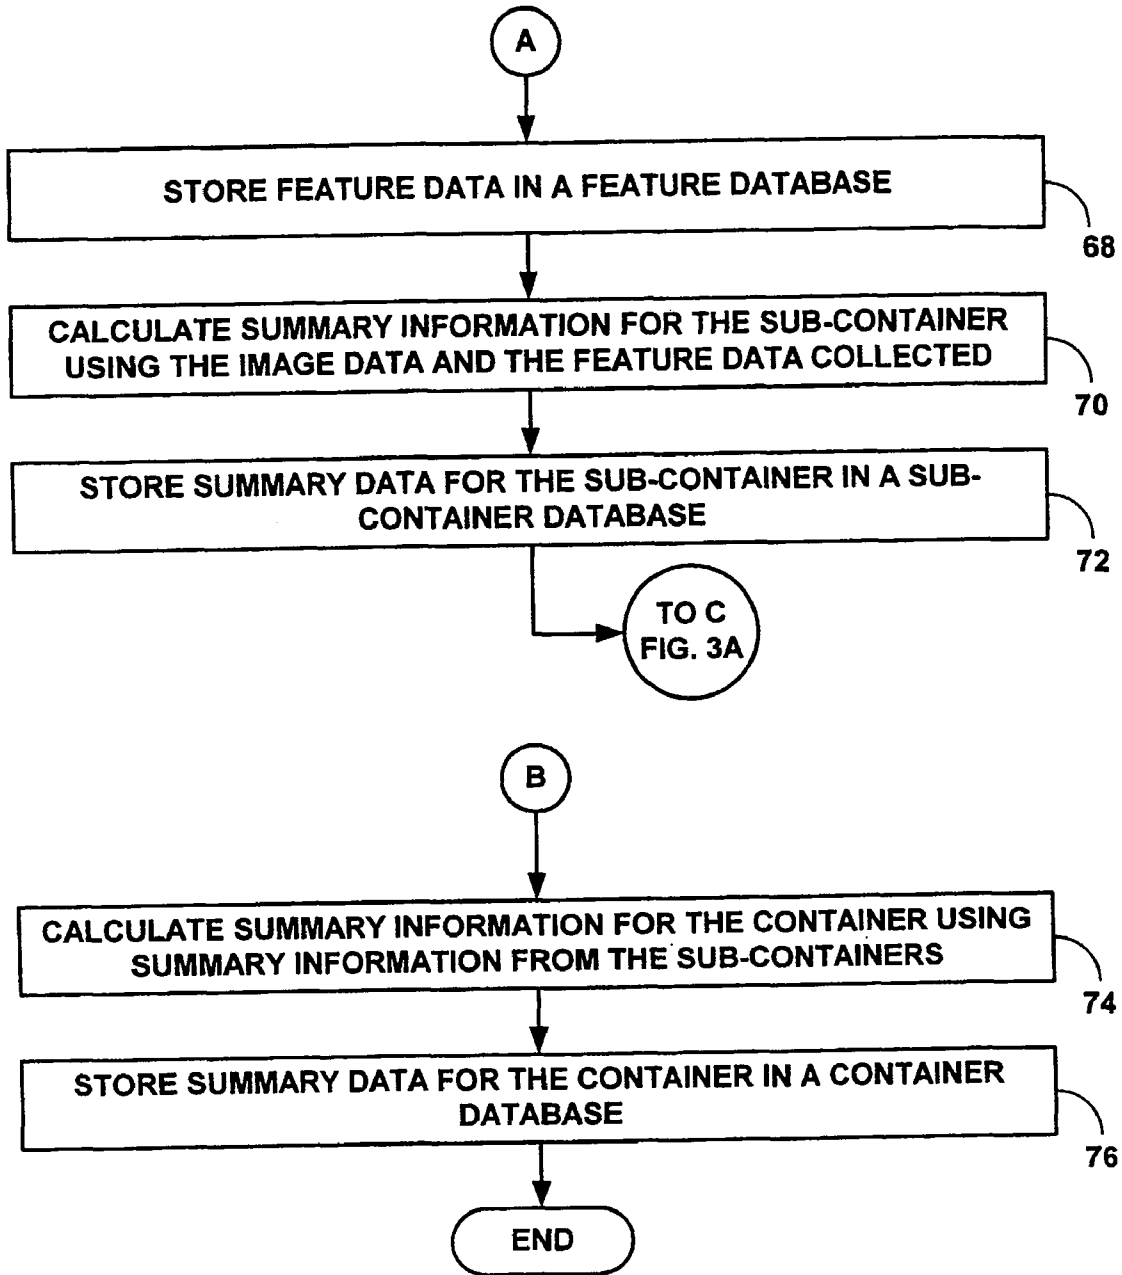 A
STORE FEATURE DATA IN A FEATURE DATABASE
68
CALCULATE SUMMARY INFORMATION FOR THE SUB-CONTAINER
USING THE IMAGE DATA AND THE FEATURE DATA COLLECTED
70
STORE SUMMARY DATA FOR THE SUB-CONTAINER IN A SUB-
CONTAINER DATABASE
72
TO C
FIG. 3A
B
CALCULATE SUMMARY INFORMATION FOR THE CONTAINER USING
SUMMARY INFORMATION FROM THE SUB-CONTAINERS
74
STORE SUMMARY DATA FOR THE CONTAINER IN A CONTAINER
DATABASE
76
END